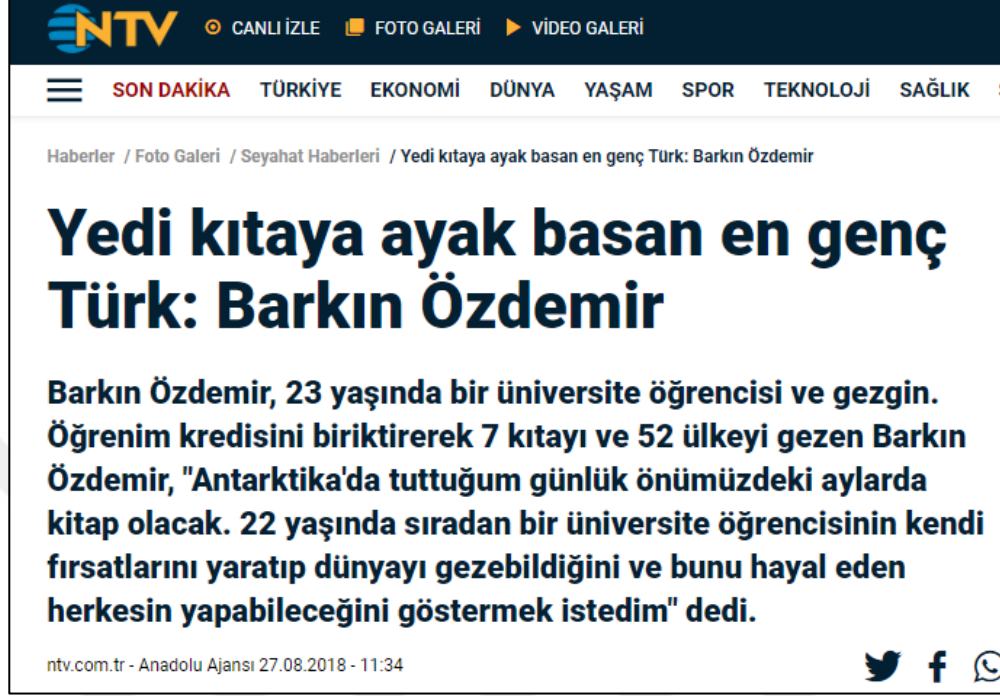 NTV CANLI İZLE FOTO GALERİ VİDEO GALERİ
SON DAKİKA TÜRKİYE EKONOMİ DÜNYA YAŞAM SPOR TEKNOLOJİ SAĞLIK
Haberler / Foto Galeri / Seyahat Haberleri / Yedi kıtaya ayak basan en genç Türk: Barkın Özdemir
Yedi kıtaya ayak basan en genç
Türk: Barkın Özdemir
Barkın Özdemir, 23 yaşında bir üniversite öğrencisi ve gezgin.
Öğrenim kredisini biriktirerek 7 kıtayı ve 52 ülkeyi gezen Barkın
Özdemir, "Antarktika'da tuttuğum günlük önümüzdeki aylarda
kitap olacak. 22 yaşında sıradan bir üniversite öğrencisinin kendi
fırsatlarını yaratıp dünyayı gezebildiğini ve bunu hayal eden
herkesin yapabileceğini göstermek istedim" dedi.
ntv.com.tr - Anadolu Ajansı 27.08.2018 - 11:34